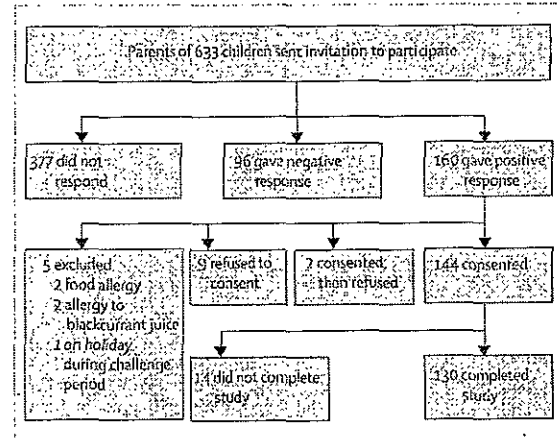 Parents of 633 children sent invitation to participate
377 did not
respond
96 gave negative
response
160 gave positive
response
5 excluded
2 food allergy
2 allergy to
blackcurrant juice
1 on holiday
during challenge
period
9 refused to
consent
2 consented,
then refused
144 consented
14 did not complete
study
130 completed
study